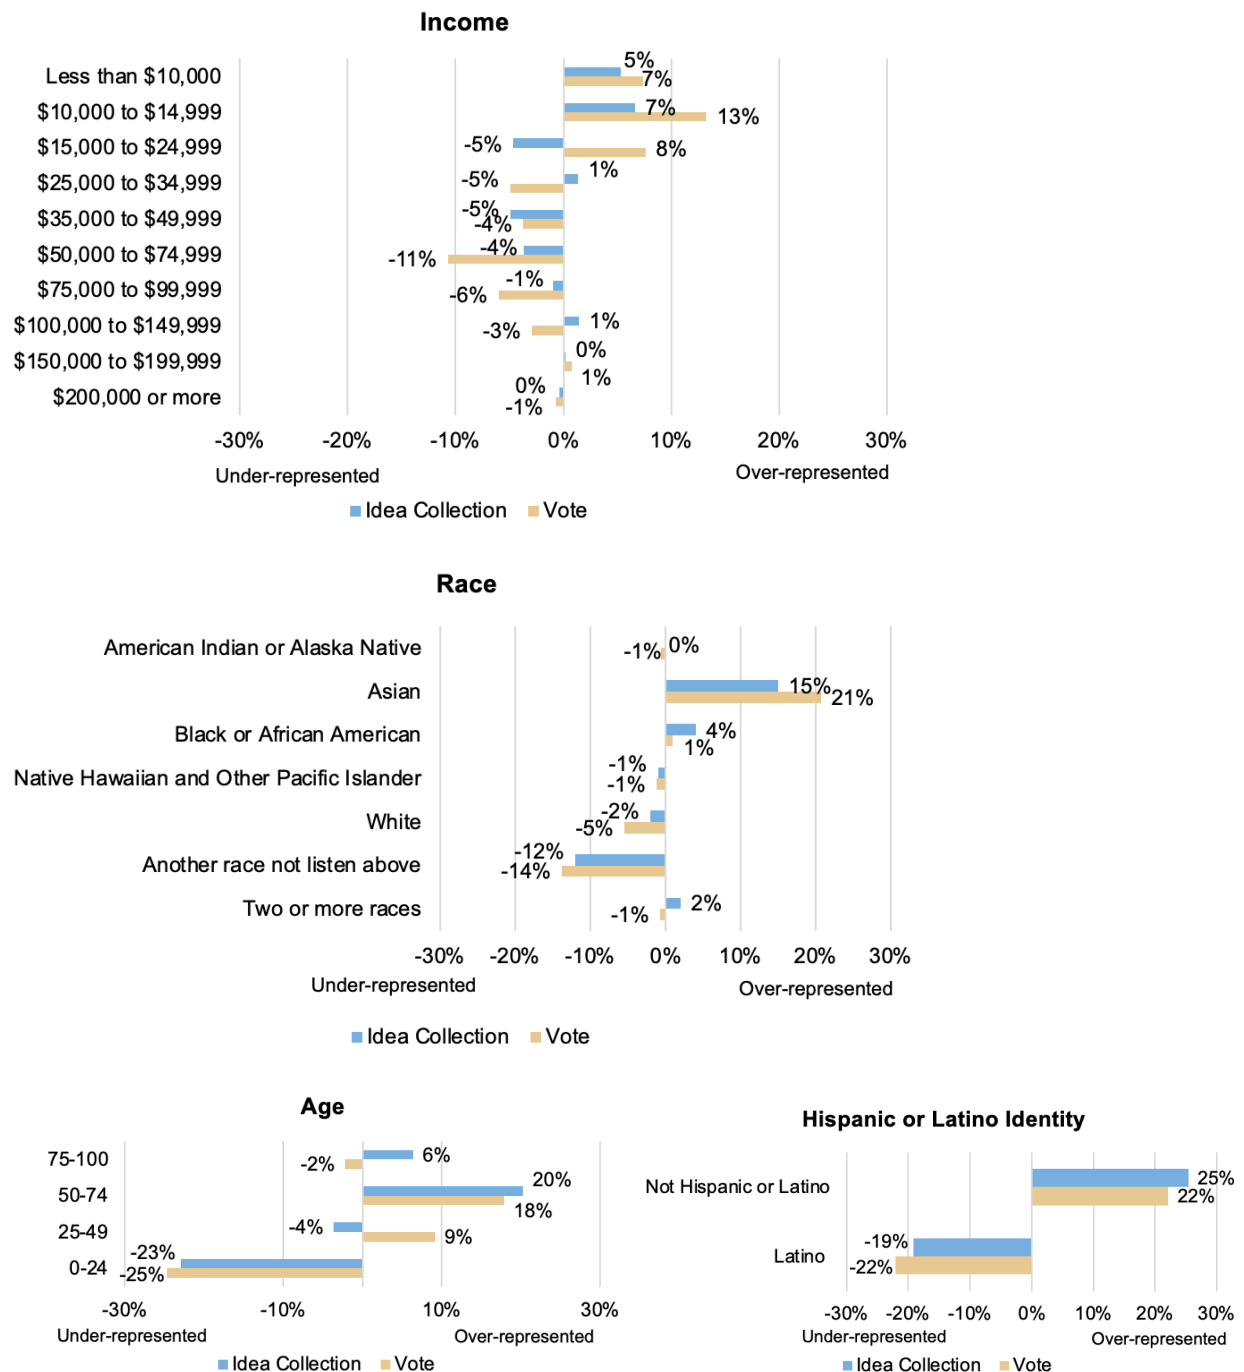 Income
Less than $10,000 5% 7%
$10,000 to $14,999 7% 13%
$15,000 to $24,999 -5% 8%
$25,000 to $34,999 -5% 1%
$35,000 to $49,999 -5% -4%
$50,000 to $74,999 -4% -11%
$75,000 to $99,999 -1% -6%
$100,000 to $149,999 1% -3%
$150,000 to $199,999 0% 1%
$200,000 or more 0% -1%
-30% -20% -10% 0% 10% 20% 30%
Under-represented Over-represented
Idea Collection Vote
Race
American Indian or Alaska Native -1% 0%
Asian 15% 21%
Black or African American 4% 1%
Native Hawaiian and Other Pacific Islander -1% -1%
White -2% -5%
Another race not listen above -12% -14%
Two or more races 2% -1%
-30% -20% -10% 0% 10% 20% 30%
Under-represented Over-represented
Idea Collection Vote
Age
75-100 6% -2%
50-74 20% 18%
25-49 -4% 9%
0-24 -23% -25%
-30% -10% 10% 30%
Under-represented Over-represented
Idea Collection Vote
Hispanic or Latino Identity
Not Hispanic or Latino 25% 22%
Latino -19% -22%
-30% -20% -10% 0% 10% 20% 30%
Under-represented Over-represented
Idea Collection Vote